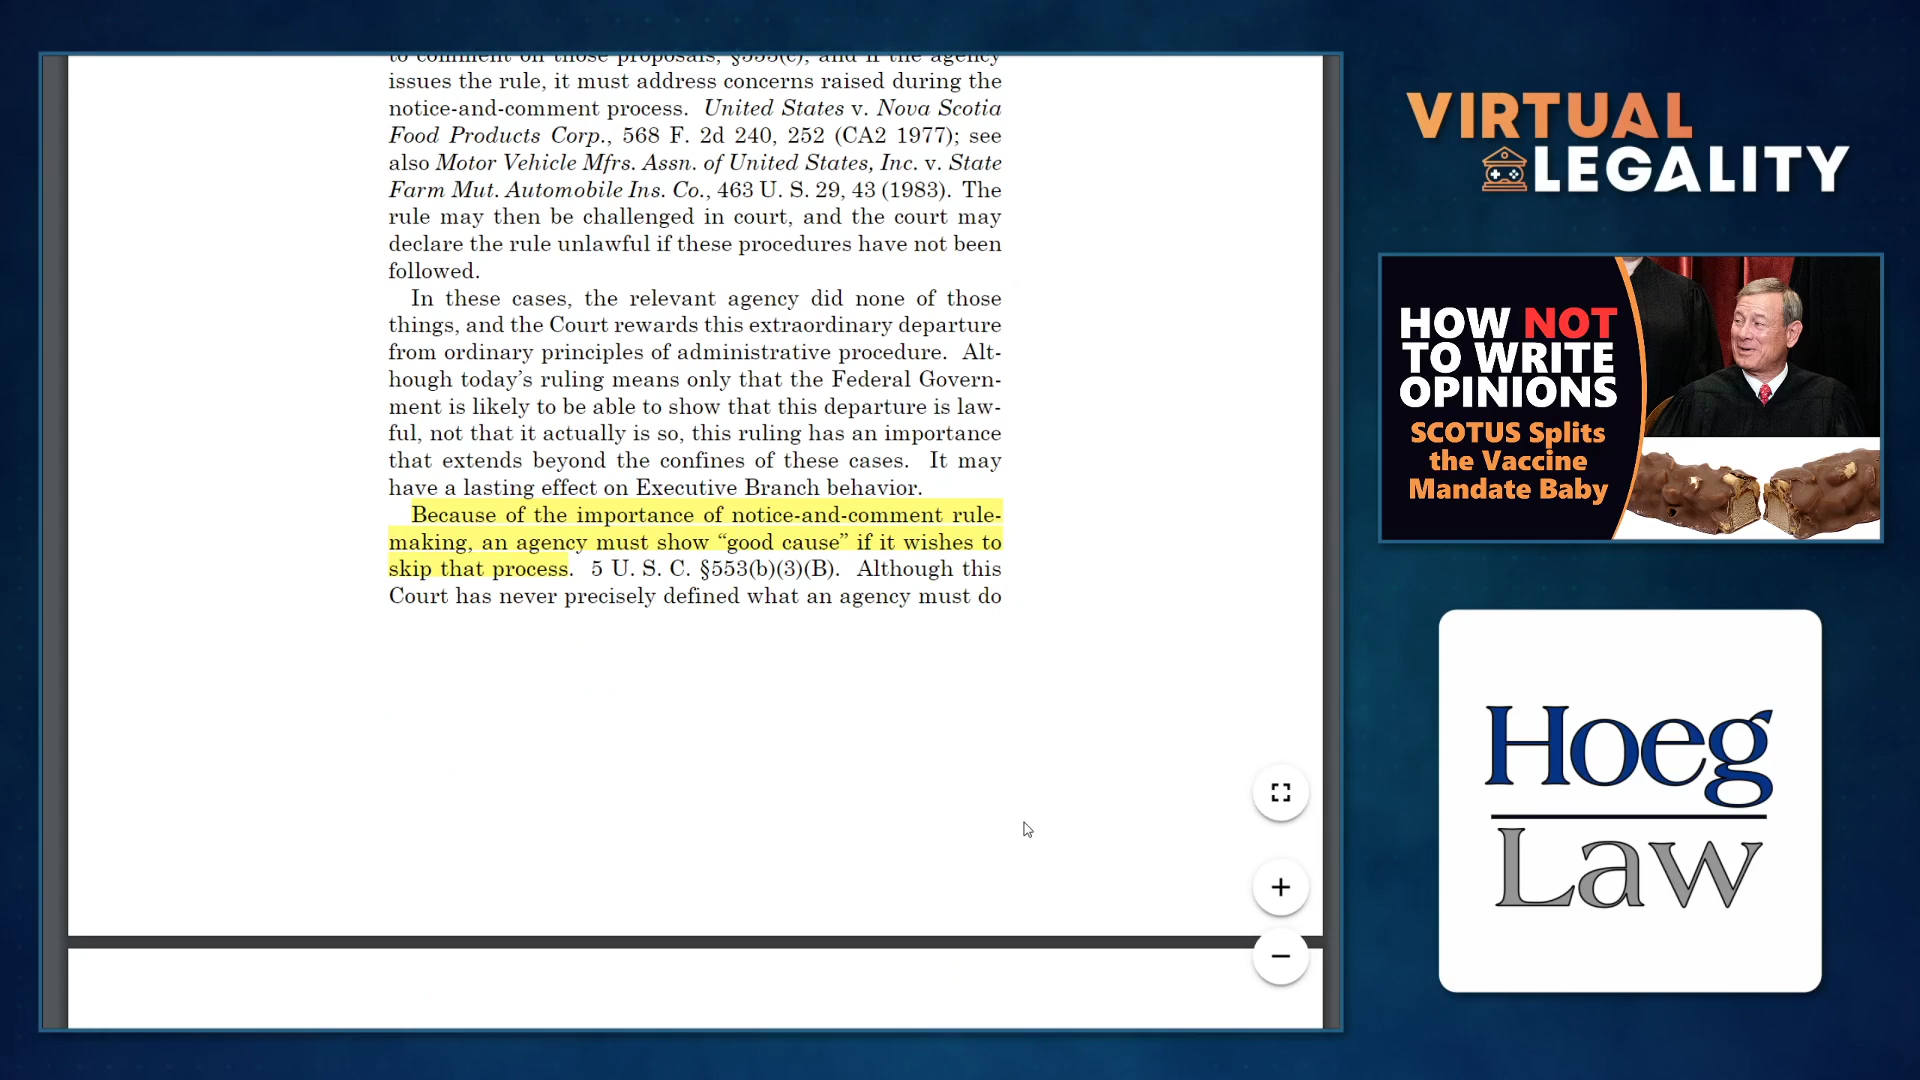 to comment on those proposals, §553(c), and if the agency
issues the rule, it must address concerns raised during the
notice-and-comment process. United States v. Nova Scotia
Food Products Corp., 568 F. 2d 240, 252 (CA2 1977); see
also Motor Vehicle Mfrs. Assn. of United States, Inc. v. State
Farm Mut. Automobile Ins. Co., 463 U. S. 29, 43 (1983). The
rule may then be challenged in court, and the court may
declare the rule unlawful if these procedures have not been
followed.
In these cases, the relevant agency did none of those
things, and the Court rewards this extraordinary departure
from ordinary principles of administrative procedure. Alt-
hough today's ruling means only that the Federal Govern-
ment is likely to be able to show that this departure is law-
ful, not that it actually is so, this ruling has an importance
that extends beyond the confines of these cases. It may
have a lasting effect on Executive Branch behavior.
Because of the importance of notice-and-comment rule-
making, an agency must show “good cause” if it wishes to
skip that process. 5 U. S. C. §553(b)(3)(B). Although this
Court has never precisely defined what an agency must do
VIRTUAL
LEGALITY
HOW NOT
TO WRITE
OPINIONS
SCOTUS Splits
the Vaccine
Mandate Baby
Hoeg
Law